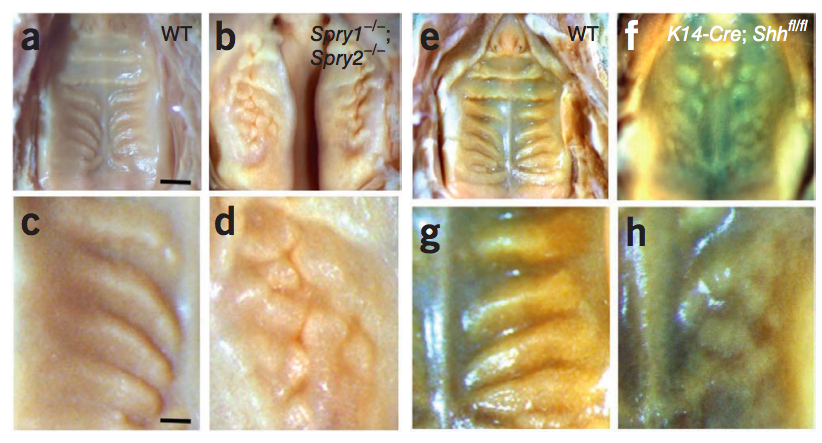 a WT
b Spry1–/–;
Spry2–/–
e WT
f K14-Cre; Shhfl/fl
c
d
g
h